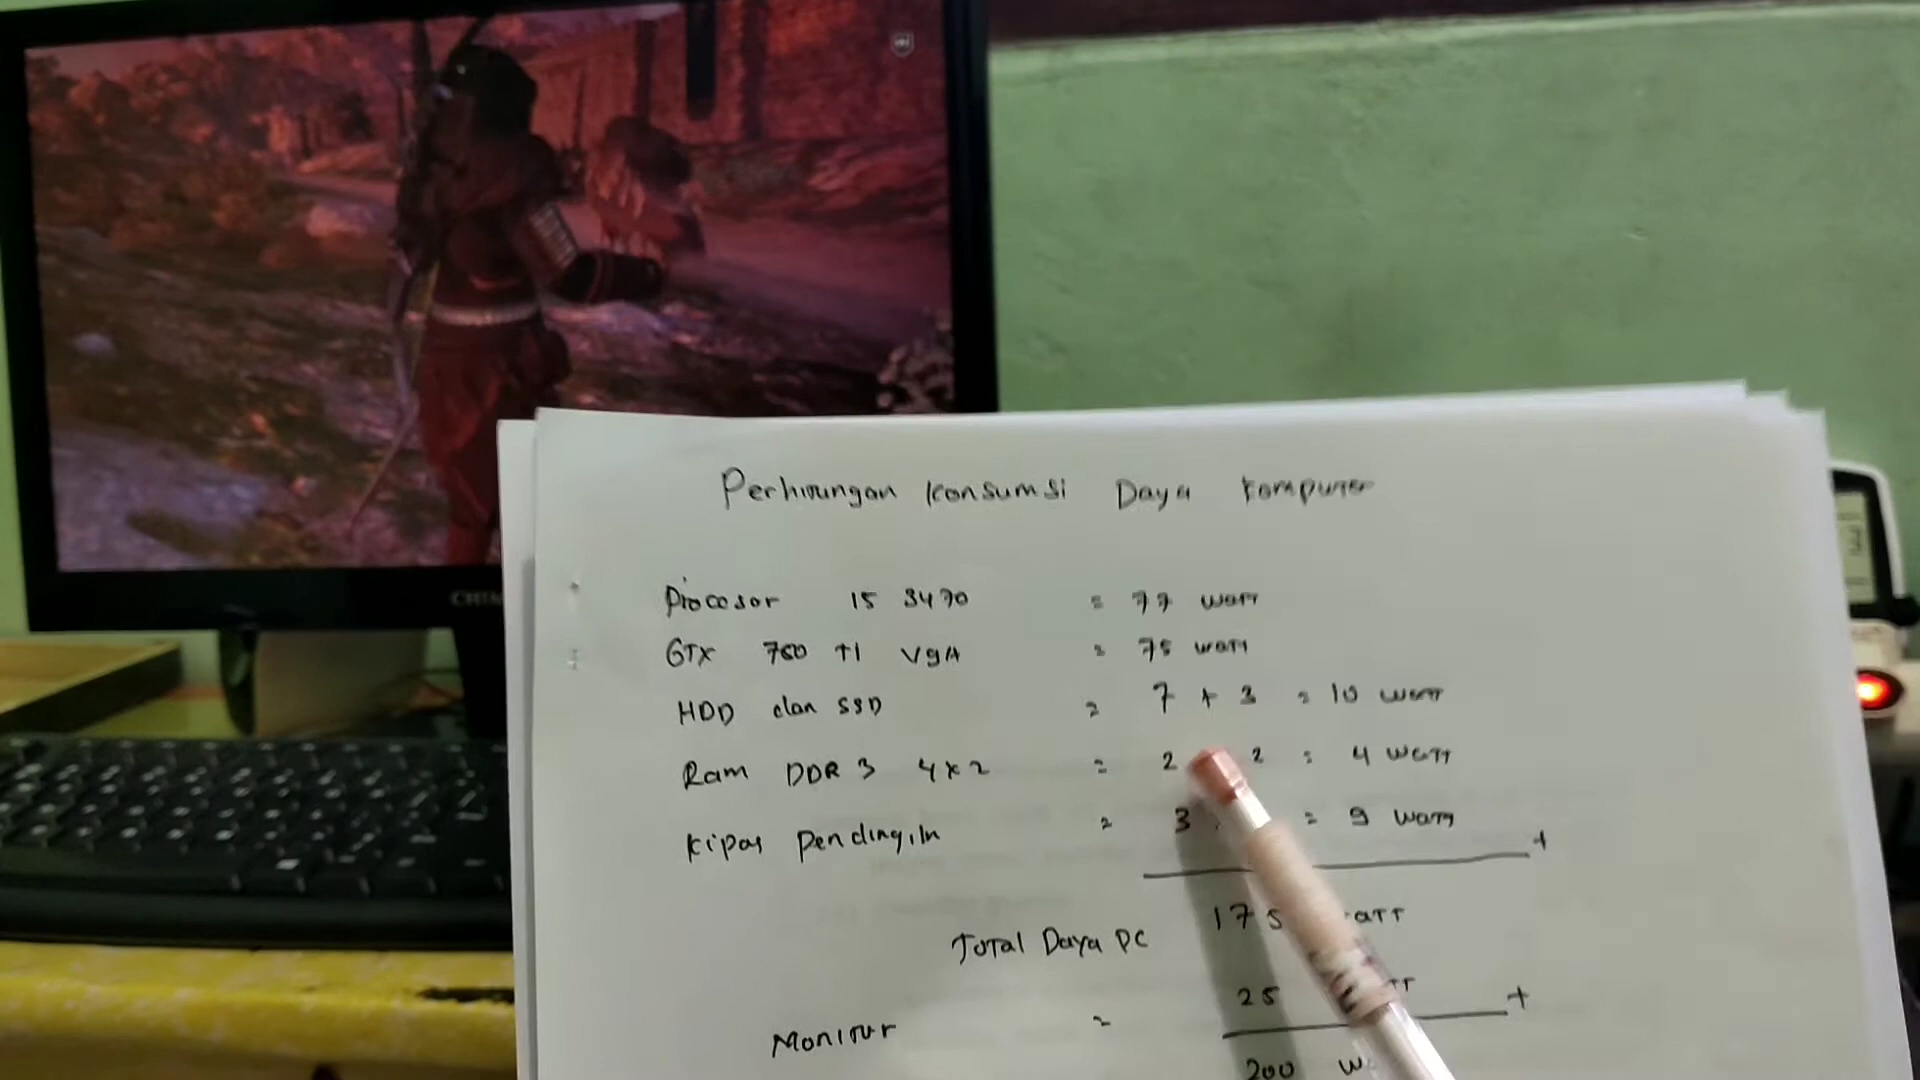 Perhitungan Konsumsi Daya Komputer
Procesor i5 3470 = 77 watt
GTX 750 TI VGA = 75 watt
HDD dan SSD = 7 + 3 = 10 watt
Ram DDR 3 4x2 = 2 2 = 4 watt
Kipas Pendingin = 3 = 9 watt +
Total Daya PC 175
Monitor = 25 +
200